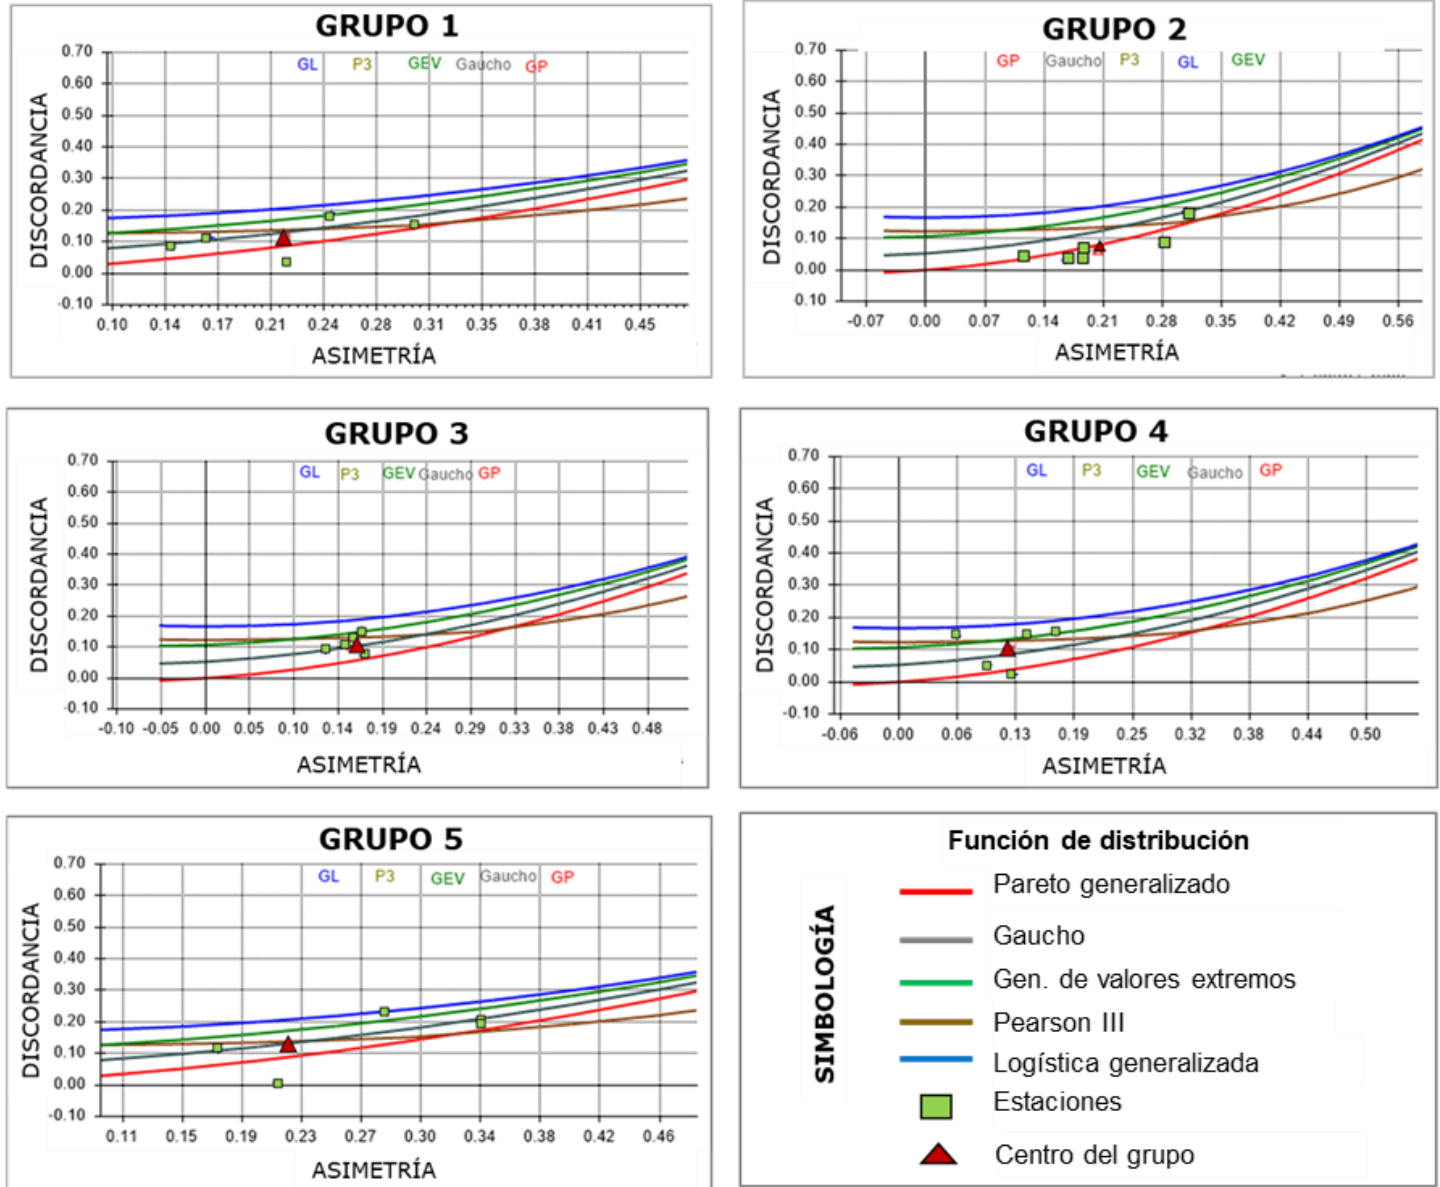 GRUPO 1
0.70
GL P3 GEV Gaucho GP
0.60
0.50
0.40
0.30
0.20
0.10
0.00
-0.10
0.10 0.14 0.17 0.21 0.24 0.28 0.31 0.35 0.38 0.41 0.45
DISCORDANCIA
ASIMETRÍA
GRUPO 2
0.70
GP Gaucho P3 GL GEV
0.60
0.50
0.40
0.30
0.20
0.10
0.00
0.10
-0.07 0.00 0.07 0.14 0.21 0.28 0.35 0.42 0.49 0.56
DISCORDANCIA
ASIMETRÍA
GRUPO 3
0.70
GL P3 GEV Gaucho GP
0.60
0.50
0.40
0.30
0.20
0.10
0.00
-0.10
-0.10 -0.05 0.00 0.05 0.10 0.14 0.19 0.24 0.29 0.33 0.38 0.43 0.48
DISCORDANCIA
ASIMETRÍA
GRUPO 4
0.70
GL P3 GEV Gaucho GP
0.60
0.50
0.40
0.30
0.20
0.10
0.00
-0.10
-0.06 0.00 0.06 0.13 0.19 0.25 0.32 0.38 0.44 0.50
DISCORDANCIA
ASIMETRÍA
GRUPO 5
0.70
GL P3 GEV Gaucho GP
0.60
0.50
0.40
0.30
0.20
0.10
0.00
-0.10
0.11 0.15 0.19 0.23 0.27 0.30 0.34 0.38 0.42 0.46
DISCORDANCIA
ASIMETRÍA
Función de distribución
SIMBOLOGÍA
Pareto generalizado
Gaucho
Gen. de valores extremos
Pearson III
Logística generalizada
Estaciones
Centro del grupo